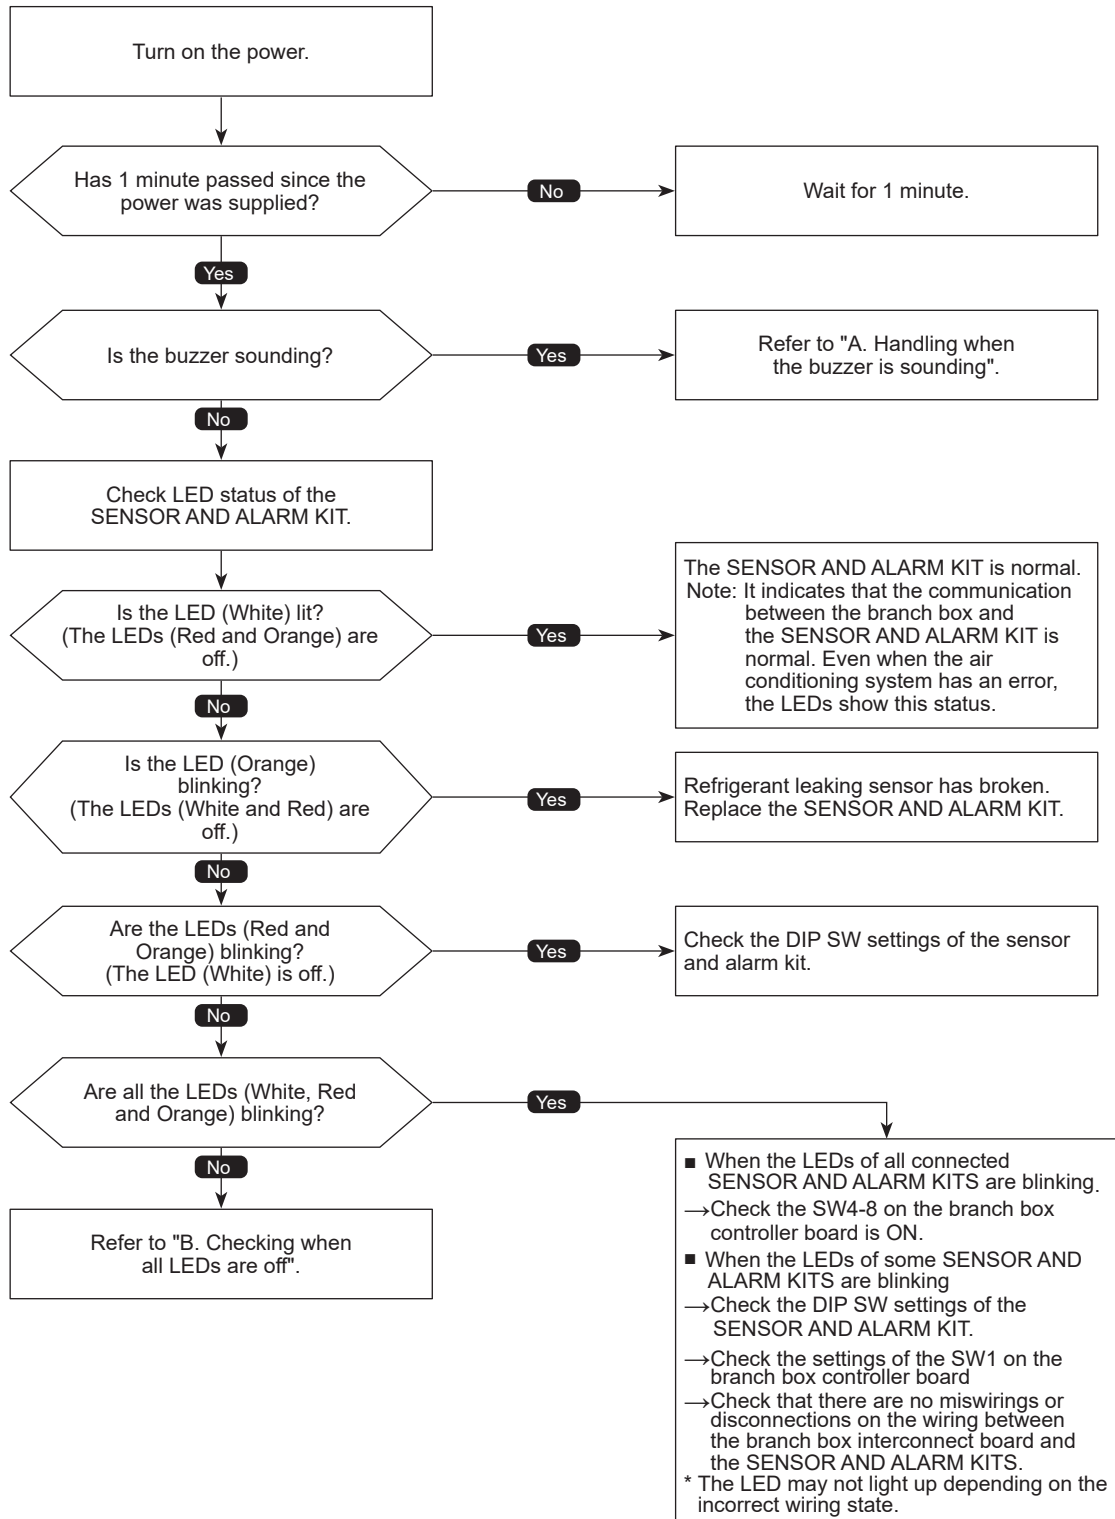 Turn on the power.
Has 1 minute passed since the
power was supplied?
No
Wait for 1 minute.
Yes
Is the buzzer sounding?
Yes
Refer to "A. Handling when
the buzzer is sounding".
No
Check LED status of the
SENSOR AND ALARM KIT.
Is the LED (White) lit?
(The LEDs (Red and Orange) are
off.)
Yes
The SENSOR AND ALARM KIT is normal.
Note: It indicates that the communication
between the branch box and
the SENSOR AND ALARM KIT is
normal. Even when the air
conditioning system has an error,
the LEDs show this status.
No
Is the LED (Orange)
blinking?
(The LEDs (White and Red) are
off.)
Yes
Refrigerant leaking sensor has broken.
Replace the SENSOR AND ALARM KIT.
No
Are the LEDs (Red and
Orange) blinking?
(The LED (White) is off.)
Yes
Check the DIP SW settings of the sensor
and alarm kit.
No
Are all the LEDs (White, Red
and Orange) blinking?
Yes
No
Refer to "B. Checking when
all LEDs are off".
■ When the LEDs of all connected
SENSOR AND ALARM KITS are blinking.
→Check the SW4-8 on the branch box
controller board is ON.
■ When the LEDs of some SENSOR AND
ALARM KITS are blinking
→Check the DIP SW settings of the
SENSOR AND ALARM KIT.
→Check the settings of the SW1 on the
branch box controller board
→Check that there are no miswirings or
disconnections on the wiring between
the branch box interconnect board and
the SENSOR AND ALARM KITS.
* The LED may not light up depending on the
incorrect wiring state.